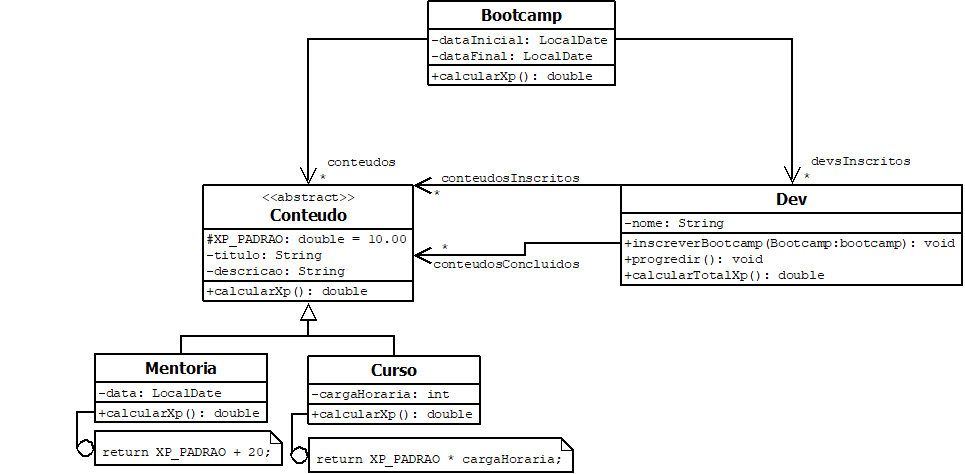 Bootcamp
-dataInicial: LocalDate
-dataFinal: LocalDate
+calcularXp(): double
conteudos
*
devsInscritos
*
conteudosInscritos
*
<<abstract>>
Conteudo
#XP_PADRAO: double = 10.00
-titulo: String
-descricao: String
+calcularXp(): double
*
conteudosConcluidos
Dev
-nome: String
+inscreverBootcamp(Bootcamp:bootcamp): void
+progredir(): void
+calcularTotalXp(): double
Mentoria
-data: LocalDate
+calcularXp(): double
return XP_PADRAO + 20;
Curso
-cargaHoraria: int
+calcularXp(): double
return XP_PADRAO * cargaHoraria;